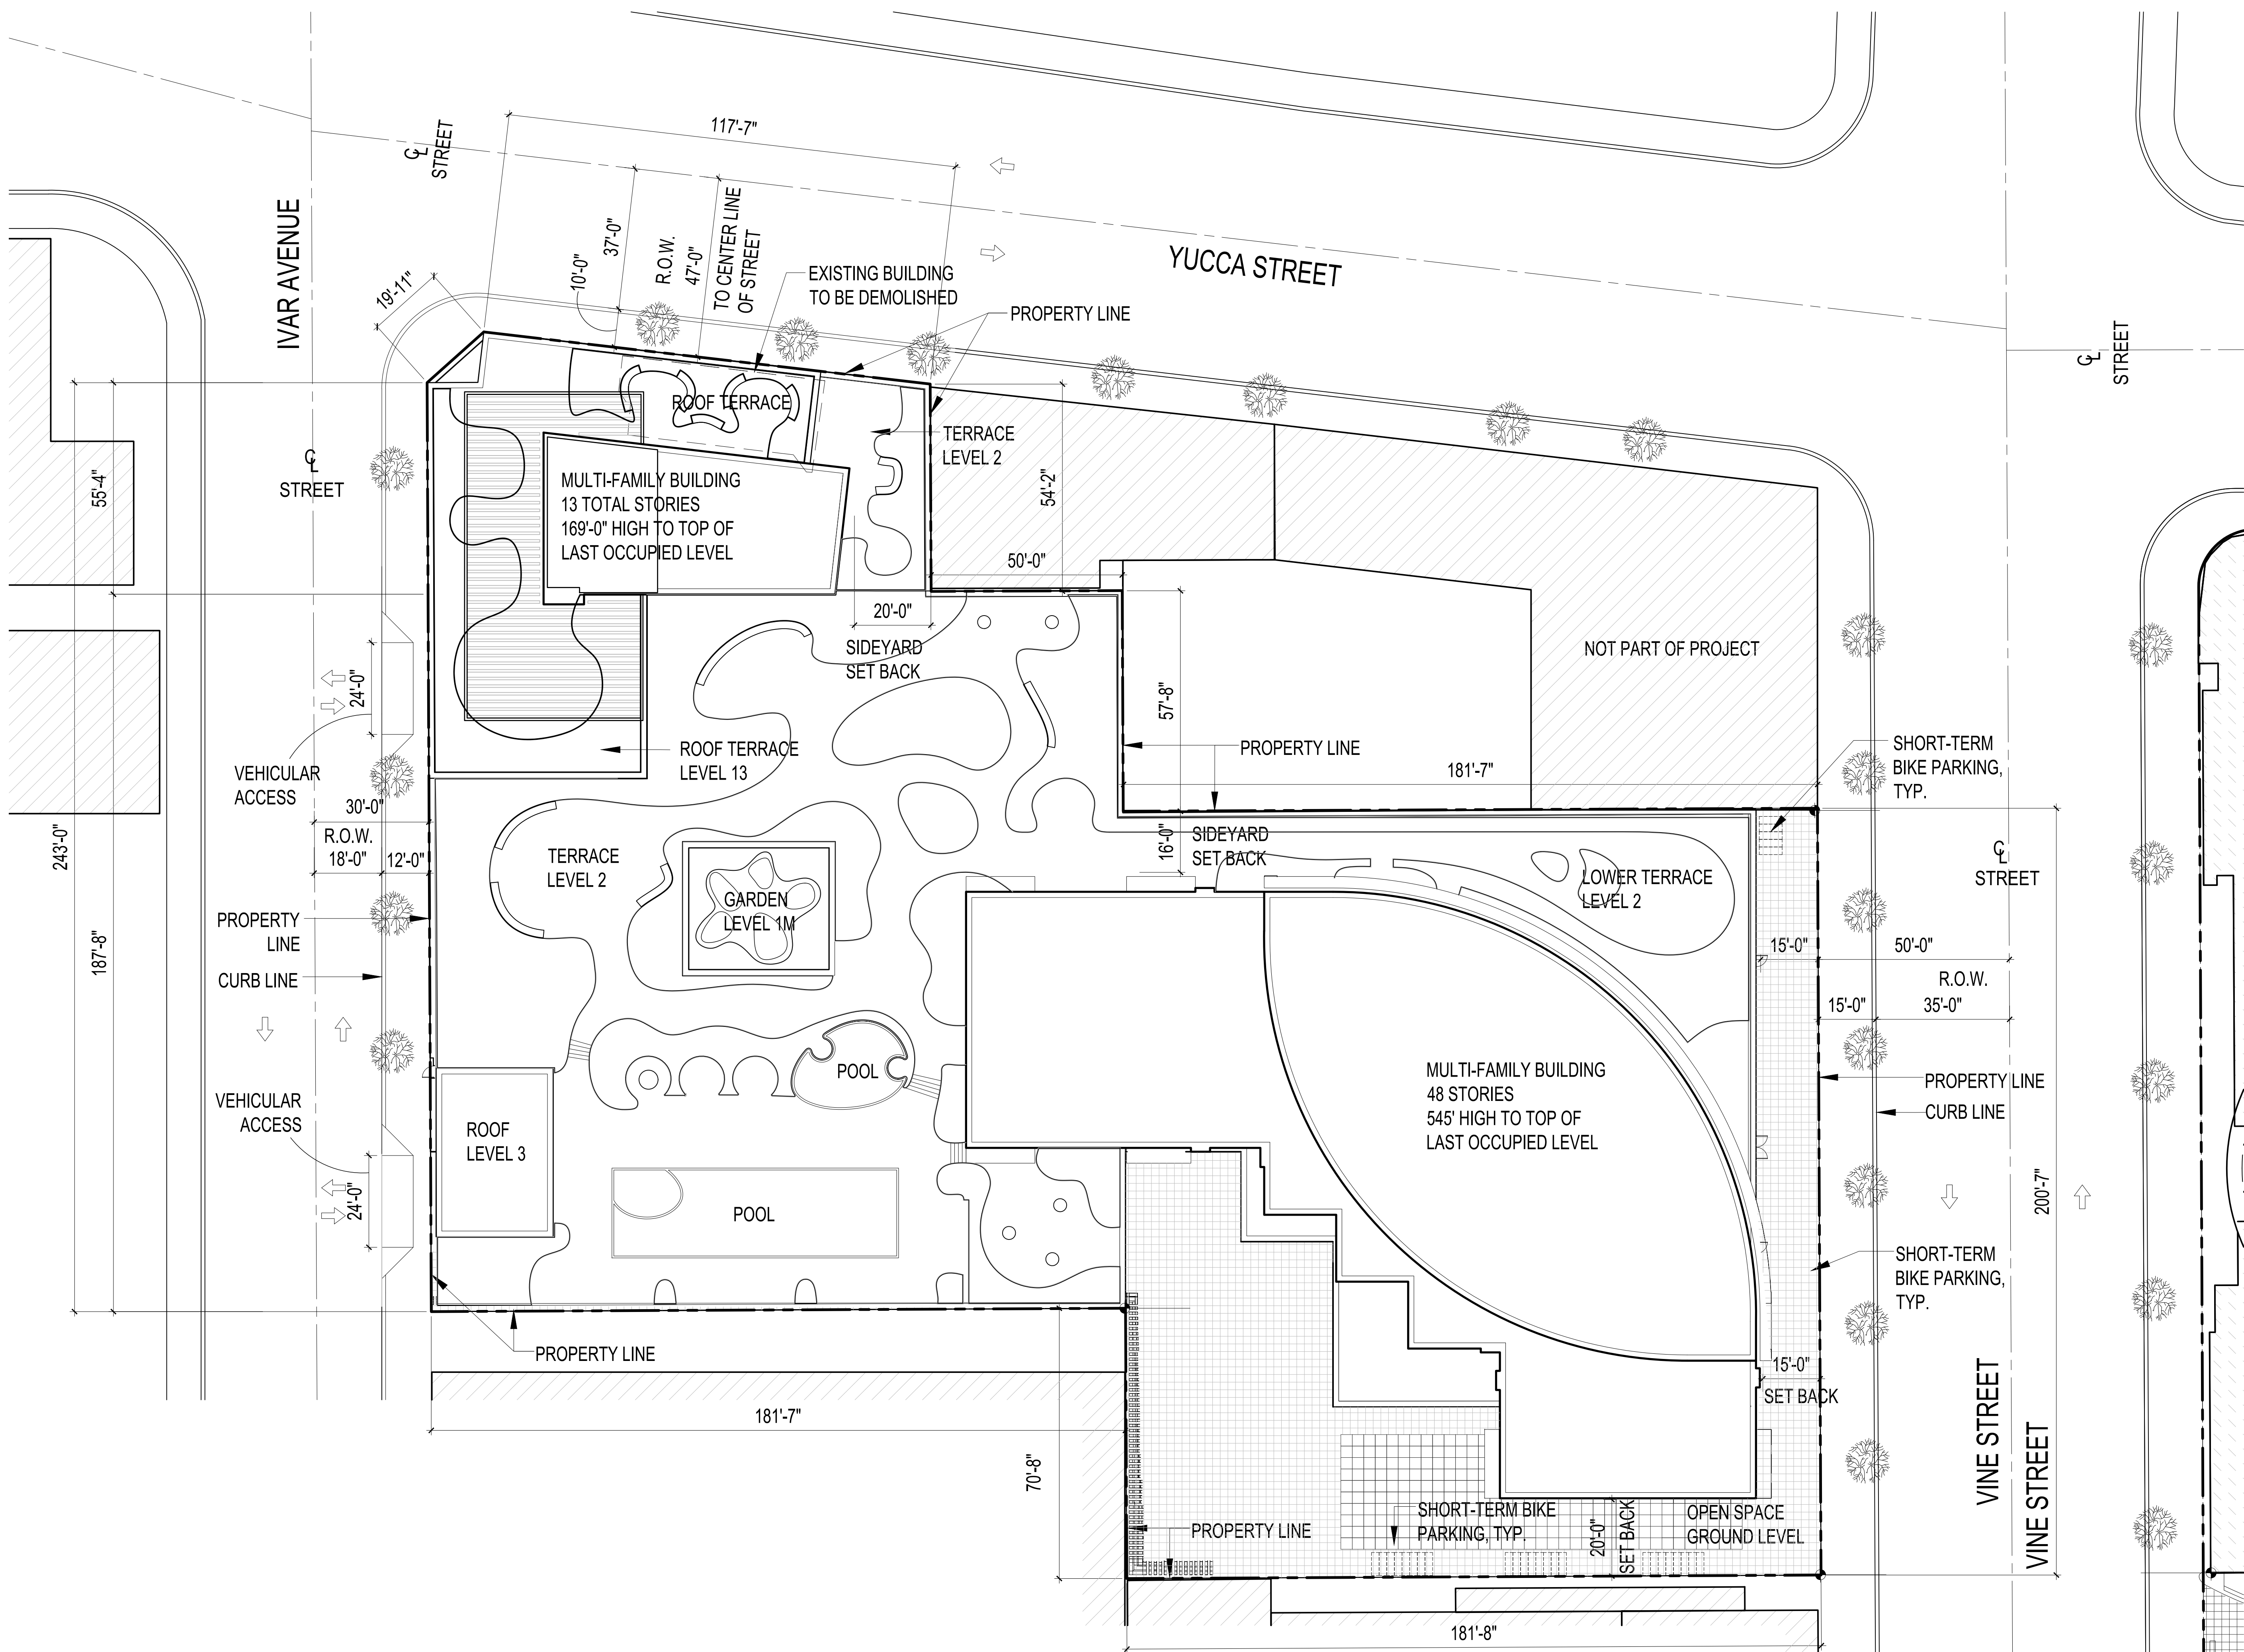 117'-7"
℄
STREET
IVAR AVENUE
37'-0"
10'-0"
R.O.W.
47'-0"
TO CENTER LINE
OF STREET
YUCCA STREET
19'-11"
EXISTING BUILDING
TO BE DEMOLISHED
PROPERTY LINE
℄
STREET
ROOF TERRACE
TERRACE
LEVEL 2
℄
STREET
55'-4"
MULTI-FAMILY BUILDING
13 TOTAL STORIES
169'-0" HIGH TO TOP OF
LAST OCCUPIED LEVEL
54'-2"
50'-0"
20'-0"
SIDEYARD
SET BACK
NOT PART OF PROJECT
24'-0"
57'-8"
ROOF TERRACE
LEVEL 13
PROPERTY LINE
181'-7"
SHORT-TERM
BIKE PARKING,
TYP.
VEHICULAR
ACCESS
30'-0"
R.O.W.
18'-0"
12'-0"
243'-0"
187'-8"
16'-0"
SIDEYARD
SET BACK
TERRACE
LEVEL 2
GARDEN
LEVEL 1M
LOWER TERRACE
LEVEL 2
℄
STREET
PROPERTY
LINE
CURB LINE
15'-0"
50'-0"
R.O.W.
15'-0"
35'-0"
POOL
MULTI-FAMILY BUILDING
48 STORIES
545' HIGH TO TOP OF
LAST OCCUPIED LEVEL
PROPERTY LINE
CURB LINE
VEHICULAR
ACCESS
ROOF
LEVEL 3
24'-0"
POOL
200'-7"
SHORT-TERM
BIKE PARKING,
TYP.
PROPERTY LINE
15'-0"
SET BACK
181'-7"
70'-8"
VINE STREET
VINE STREET
PROPERTY LINE
SHORT-TERM BIKE
PARKING, TYP.
20'-0"
SET BACK
OPEN SPACE
GROUND LEVEL
181'-8"